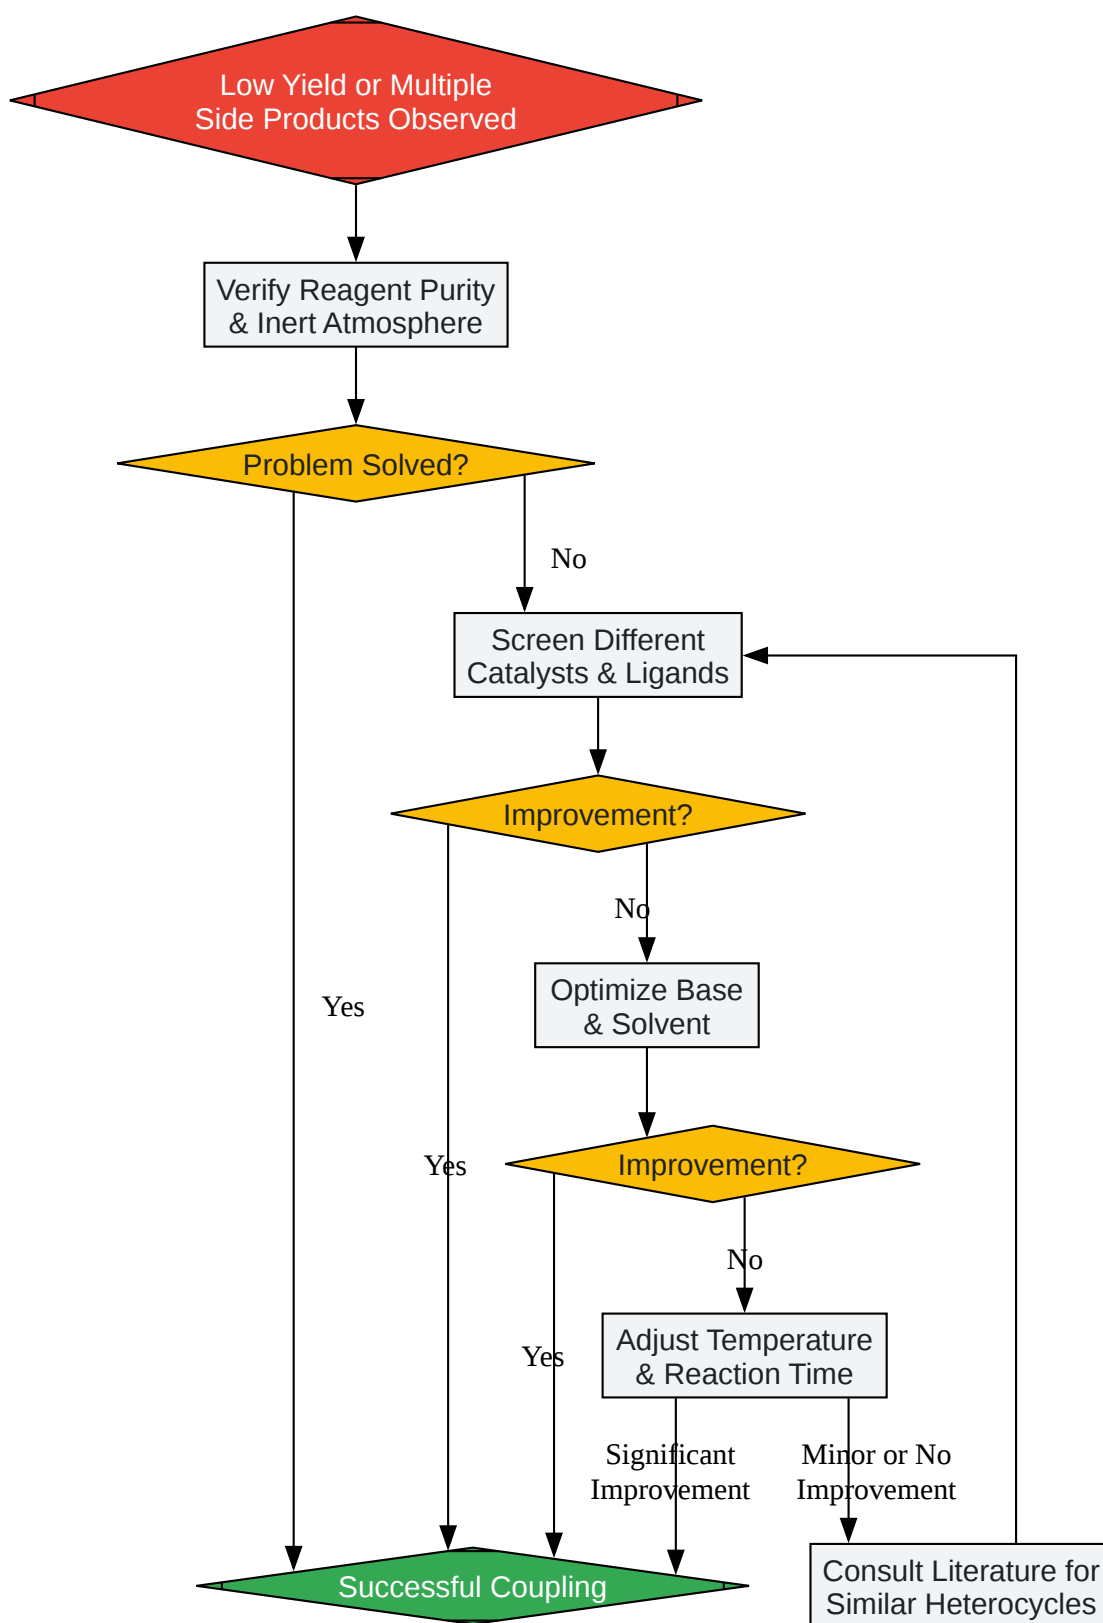 Low Yield or Multiple
Side Products Observed
Verify Reagent Purity
& Inert Atmosphere
Problem Solved?
No
Screen Different
Catalysts & Ligands
Improvement?
No
Optimize Base
& Solvent
Yes
Yes
Improvement?
No
Adjust Temperature
& Reaction Time
Yes
Significant
Improvement
Minor or No
Improvement
Successful Coupling
Consult Literature for
Similar Heterocycles